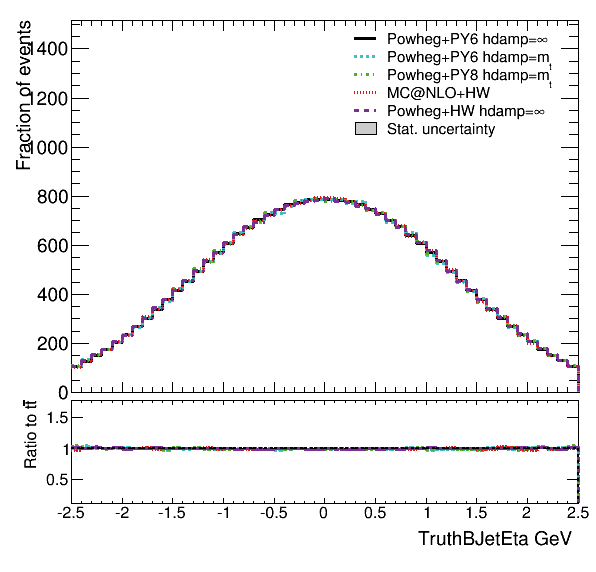 Fraction of events
1400
1200
1000
800
600
400
200
0
Powheg+PY6 hdamp=∞
Powheg+PY6 hdamp=m_t
Powheg+PY8 hdamp=m_t
MC@NLO+HW
Powheg+HW hdamp=∞
Stat. uncertainty
Ratio to tt̄
1.5
1
0.5
-2.5 -2 -1.5 -1 -0.5 0 0.5 1 1.5 2 2.5
TruthBJetEta GeV